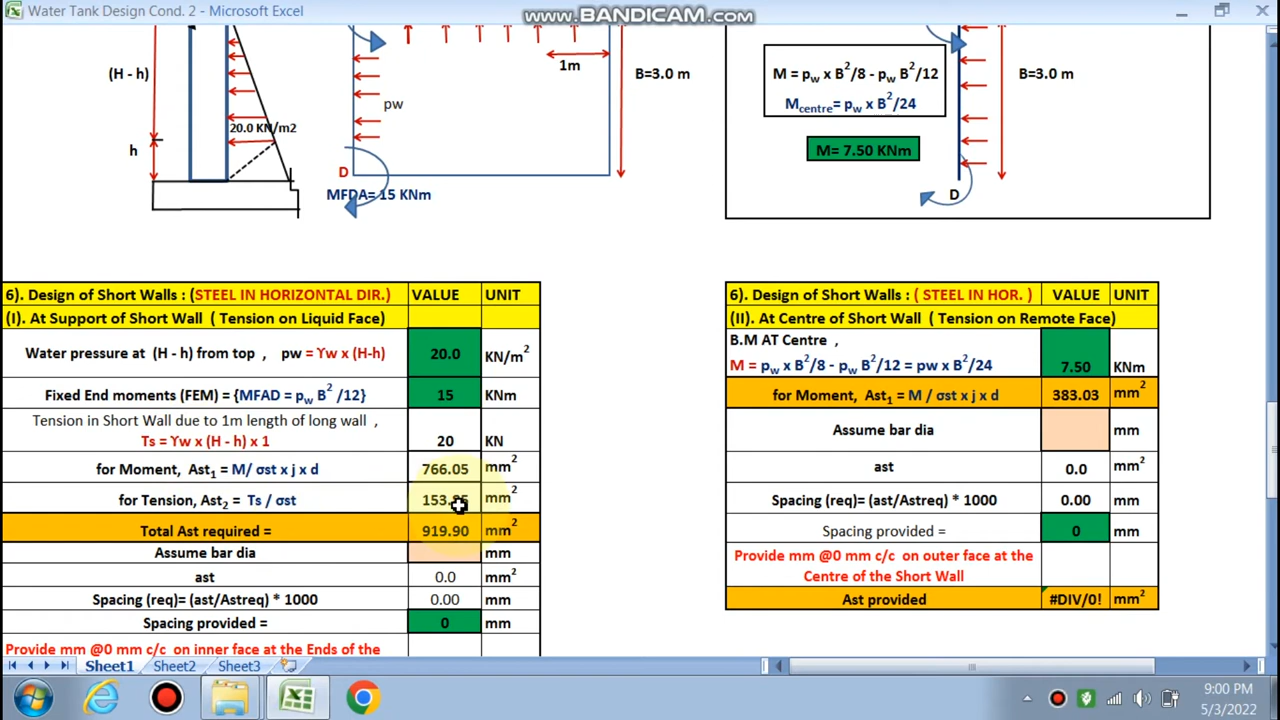 Water Tank Design Cond. 2 - Microsoft Excel
www.BANDICAM.com
(H - h)
20.0 KN/m2
h
1m
B=3.0 m
pw
D
MFDA= 15 KNm
M = pw x B2/8 - pw B2/12
Mcentre= pw x B2/24
M= 7.50 KNm
B=3.0 m
D
6). Design of Short Walls : (STEEL IN HORIZONTAL DIR.) VALUE UNIT
(I). At Support of Short Wall ( Tension on Liquid Face)
Water pressure at (H - h) from top , pw = ϒw x (H-h) 20.0 KN/m2
Fixed End moments (FEM) = {MFAD = pw B2 /12} 15 KNm
Tension in Short Wall due to 1m length of long wall ,
Ts = ϒw x (H - h) x 1 20 KN
for Moment, Ast1 = M/ σst x j x d 766.05 mm2
for Tension, Ast2 = Ts / σst mm2
Total Ast required = 919.90 mm2
Assume bar dia mm
ast 0.0 mm2
Spacing (req)= (ast/Astreq) * 1000 0.00 mm
Spacing provided = 0 mm
Provide mm @0 mm c/c on inner face at the Ends of the
6). Design of Short Walls : ( STEEL IN HOR. ) VALUE UNIT
(II). At Centre of Short Wall ( Tension on Remote Face)
B.M AT Centre ,
M = pw x B2/8 - pw x B2/12 = pw x B2/24 7.50 KNm
for Moment, Ast1 = M / σst x j x d 383.03 mm2
Assume bar dia mm
ast 0.0 mm2
Spacing (req)= (ast/Astreq) * 1000 0.00 mm
Spacing provided = 0 mm
Provide mm @0 mm c/c on outer face at the
Centre of the Short Wall
Ast provided #DIV/0! mm2
Sheet1 Sheet2 Sheet3
9:00 PM
5/3/2022